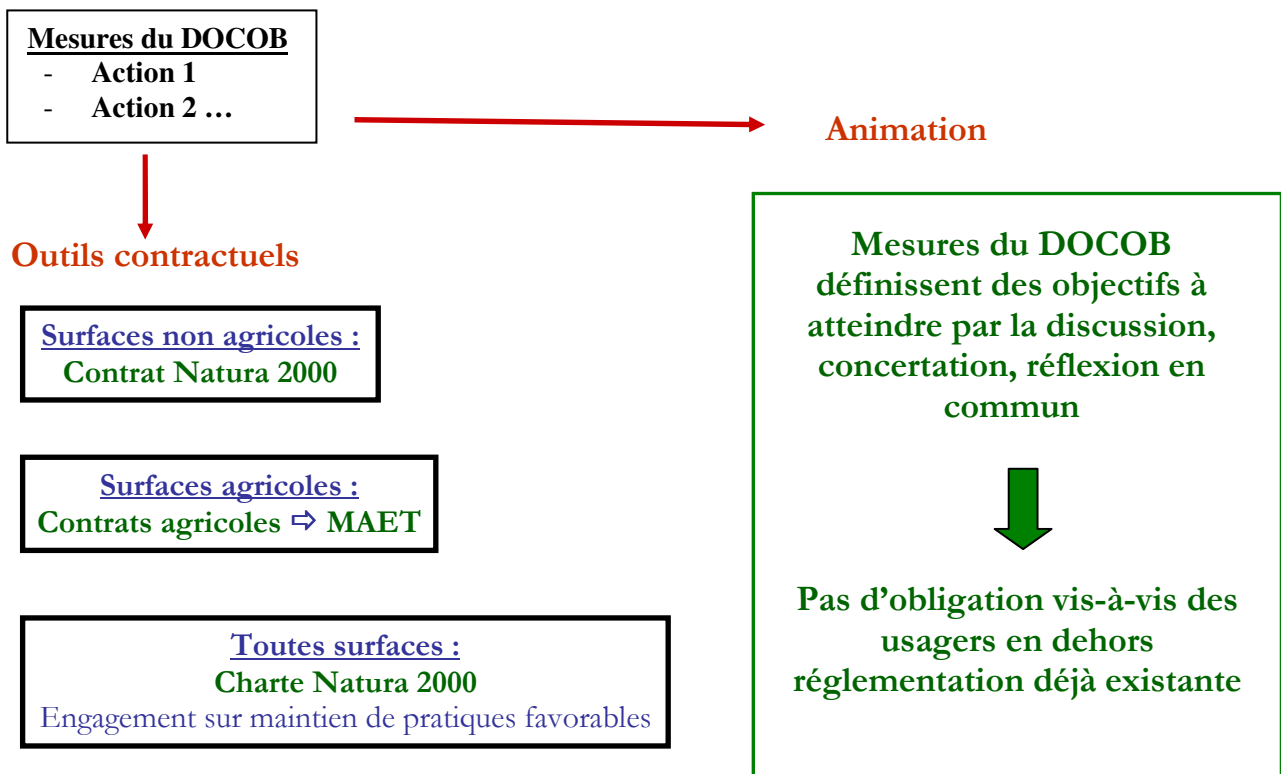 Mesures du DOCOB
- Action 1
- Action 2 …
Animation
Outils contractuels
Surfaces non agricoles :
Contrat Natura 2000
Surfaces agricoles :
Contrats agricoles ⇨ MAET
Toutes surfaces :
Charte Natura 2000
Engagement sur maintien de pratiques favorables
Mesures du DOCOB
définissent des objectifs à
atteindre par la discussion,
concertation, réflexion en
commun
Pas d’obligation vis-à-vis des
usagers en dehors
réglementation déjà existante